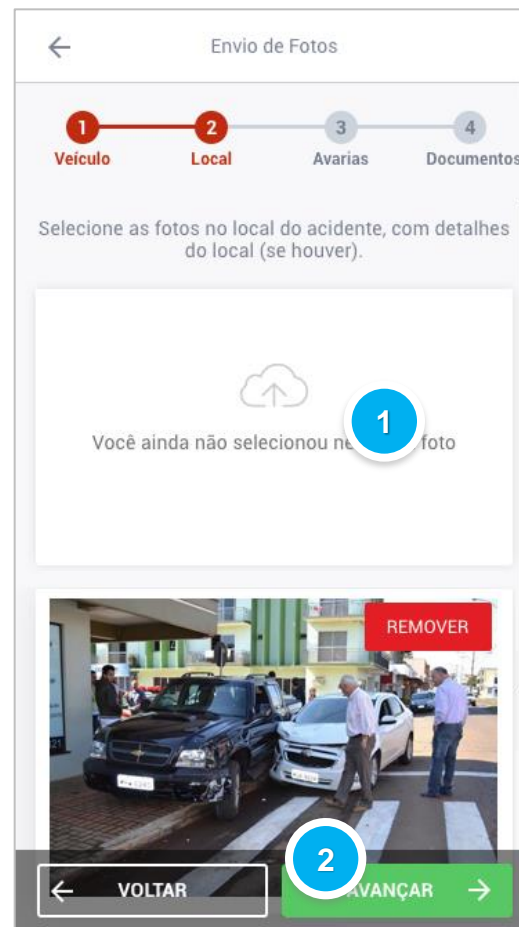 Envio de Fotos
1 2 3 4
Veículo Local Avarias Documentos
Selecione as fotos no local do acidente, com detalhes
do local (se houver).
1
Você ainda não selecionou foto
REMOVER
2
VOLTAR AVANÇAR